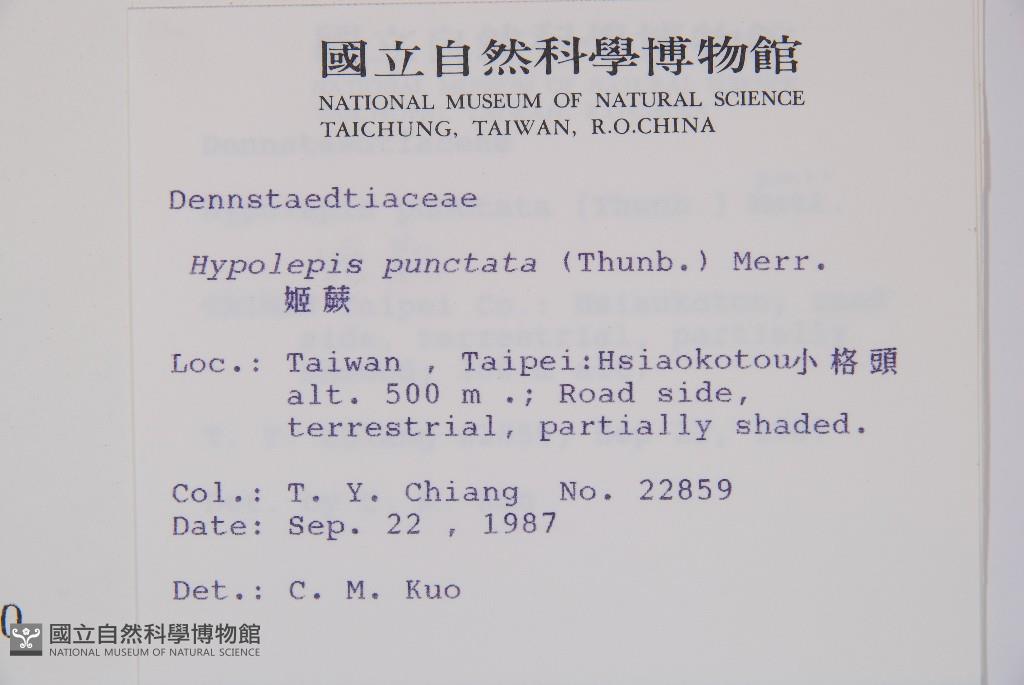 國立自然科學博物館
NATIONAL MUSEUM OF NATURAL SCIENCE
TAICHUNG, TAIWAN, R.O.CHINA
Dennstaedtiaceae
Hypolepis punctata (Thunb.) Merr.
姬蕨
Loc.: Taiwan , Taipei:Hsiaokotou小格頭
alt. 500 m .; Road side,
terrestrial, partially shaded.
Col.: T. Y. Chiang No. 22859
Date: Sep. 22 , 1987
Det.: C. M. Kuo
0
國立自然科學博物館
NATIONAL MUSEUM OF NATURAL SCIENCE